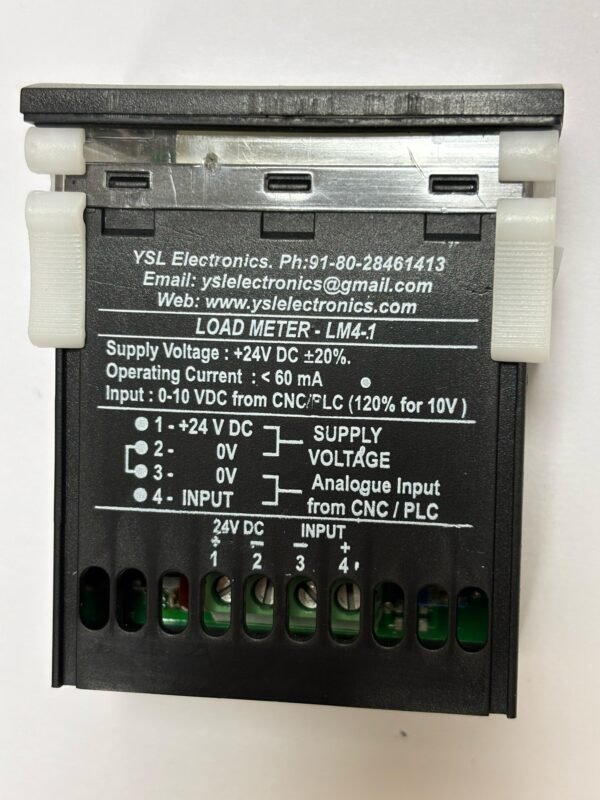 YSL Electronics. Ph:91-80-28461413
Email: yslelectronics@gmail.com
Web: www.yslelectronics.com
LOAD METER - LM4-1
Supply Voltage : +24V DC ±20%.
Operating Current : < 60 mA
Input : 0-10 VDC from CNC/PLC (120% for 10V )
1 - +24 V DC
2 - 0V
SUPPLY VOLTAGE
3 - 0V
4 - INPUT
Analogue Input
from CNC / PLC
24V DC INPUT
+ − − +
1 2 3 4